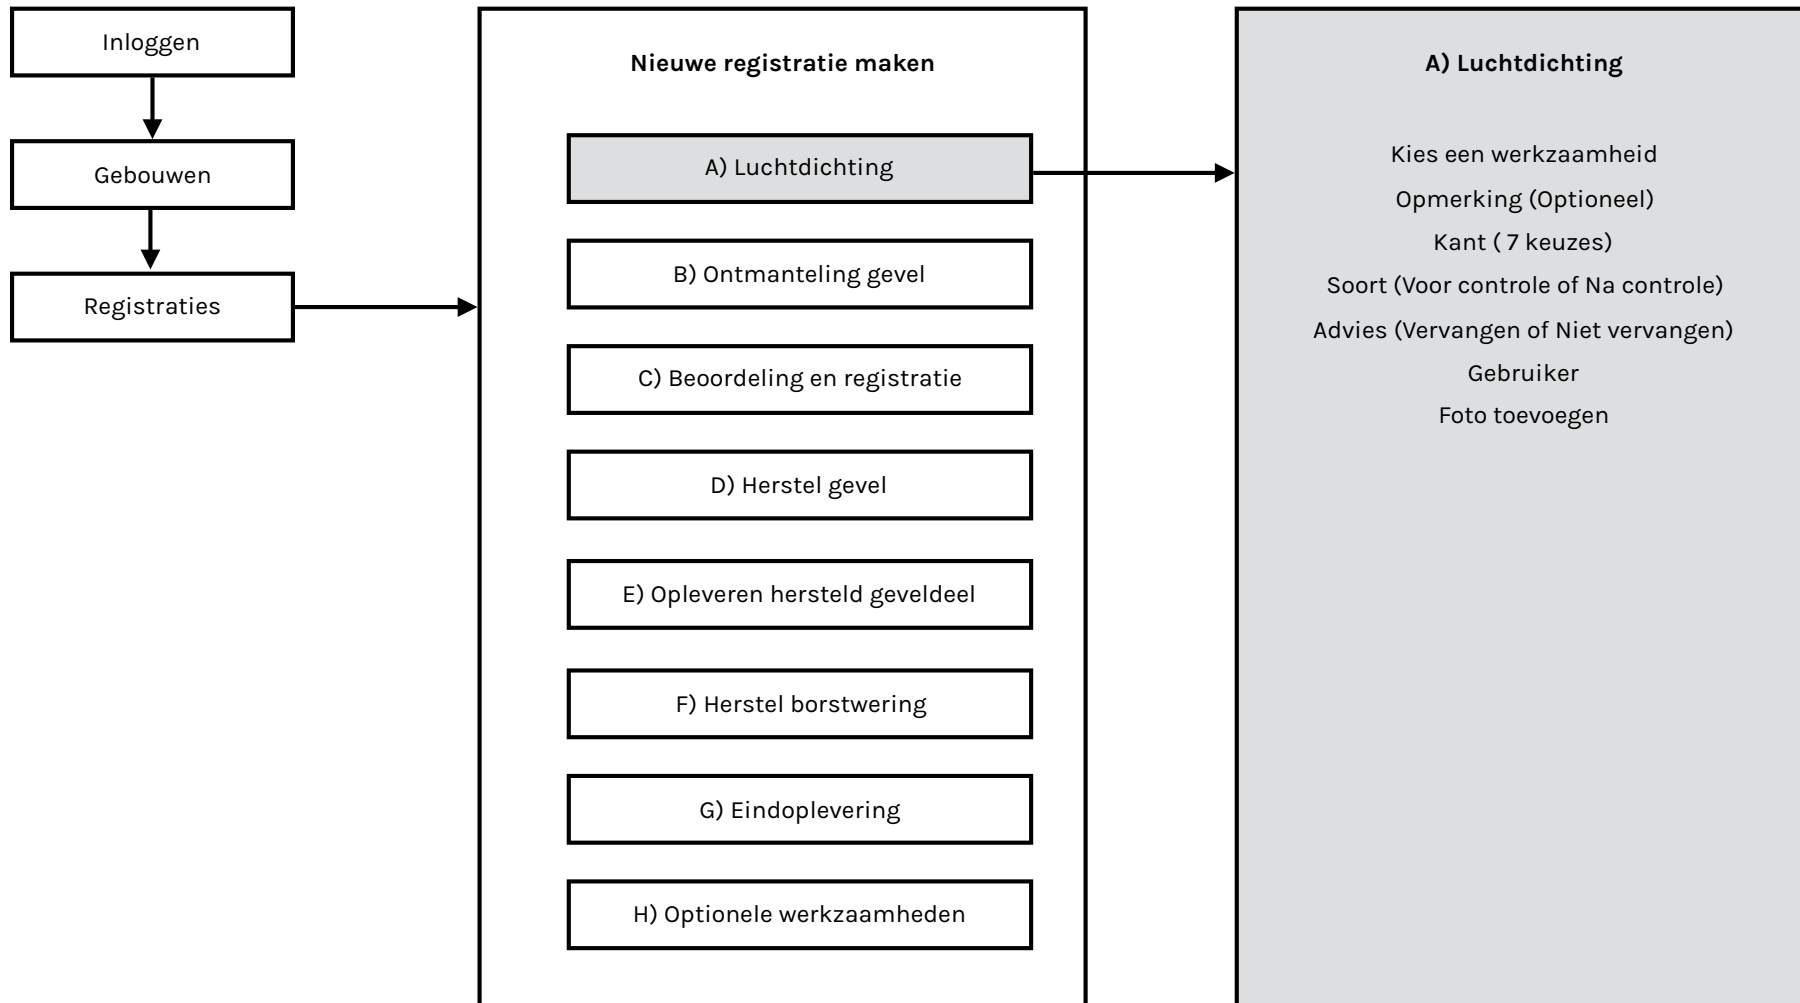 Inloggen
Gebouwen
Registraties
Nieuwe registratie maken
A) Luchtdichting
B) Ontmanteling gevel
C) Beoordeling en registratie
D) Herstel gevel
E) Opleveren hersteld geveldeel
F) Herstel borstwering
G) Eindoplevering
H) Optionele werkzaamheden
A) Luchtdichting
Kies een werkzaamheid
Opmerking (Optioneel)
Kant ( 7 keuzes)
Soort (Voor controle of Na controle)
Advies (Vervangen of Niet vervangen)
Gebruiker
Foto toevoegen